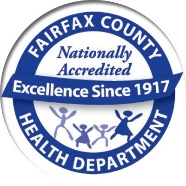 FAIRFAX COUNTY
Nationally
Accredited
Excellence Since 1917
HEALTH DEPARTMENT